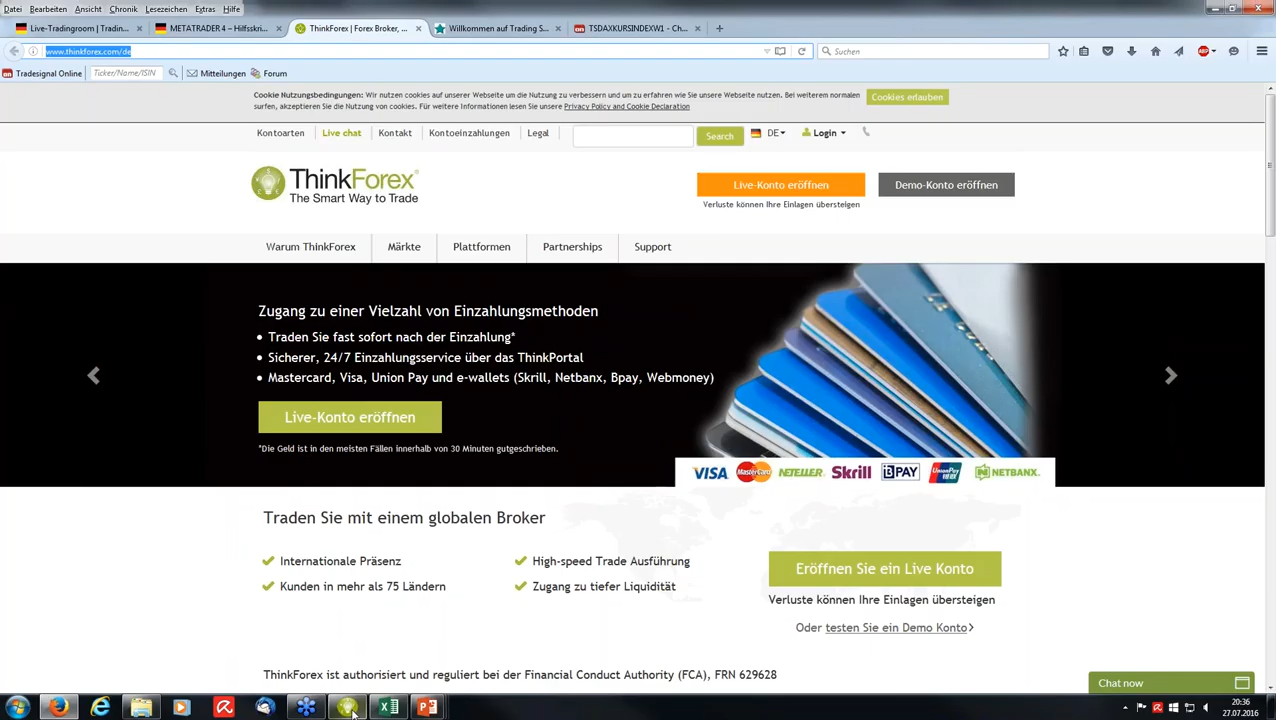 Datei Bearbeiten Ansicht Chronik Lesezeichen Extras Hilfe
Live-Tradingroom | Tradin...
METATRADER 4 – Hilfsskri...
ThinkForex | Forex Broker, ...
Willkommen auf Trading S...
TSDAXKURSINDEXW1 - Ch...
www.thinkforex.com/de
Suchen
ABP
Tradesignal Online
Ticker/Name/ISIN
Mitteilungen
Forum
Cookie Nutzungsbedingungen: Wir nutzen cookies auf unserer Webseite um die Nutzung zu verbessern und um zu erfahren wie Sie unsere Webseite nutzen. Bei weiterem normalen
surfen, akzeptieren Sie die Nutzung von cookies. Für weitere Informationen lesen Sie unsere Privacy Policy and Cookie Declaration
Cookies erlauben
Kontoarten
Live chat
Kontakt
Kontoeinzahlungen
Legal
Search
DE
Login
ThinkForex®
The Smart Way to Trade
Live-Konto eröffnen
Demo-Konto eröffnen
Verluste können Ihre Einlagen übersteigen
Warum ThinkForex
Märkte
Plattformen
Partnerships
Support
Zugang zu einer Vielzahl von Einzahlungsmethoden
• Traden Sie fast sofort nach der Einzahlung*
• Sicherer, 24/7 Einzahlungsservice über das ThinkPortal
• Mastercard, Visa, Union Pay und e-wallets (Skrill, Netbanx, Bpay, Webmoney)
Live-Konto eröffnen
*Die Geld ist in den meisten Fällen innerhalb von 30 Minuten gutgeschrieben.
VISA MasterCard NETELLER Skrill BPAY UnionPay NETBANX
Traden Sie mit einem globalen Broker
Internationale Präsenz
High-speed Trade Ausführung
Kunden in mehr als 75 Ländern
Zugang zu tiefer Liquidität
Eröffnen Sie ein Live Konto
Verluste können Ihre Einlagen übersteigen
Oder testen Sie ein Demo Konto
ThinkForex ist authorisiert und reguliert bei der Financial Conduct Authority (FCA), FRN 629628
Chat now
20:36
27.07.2016